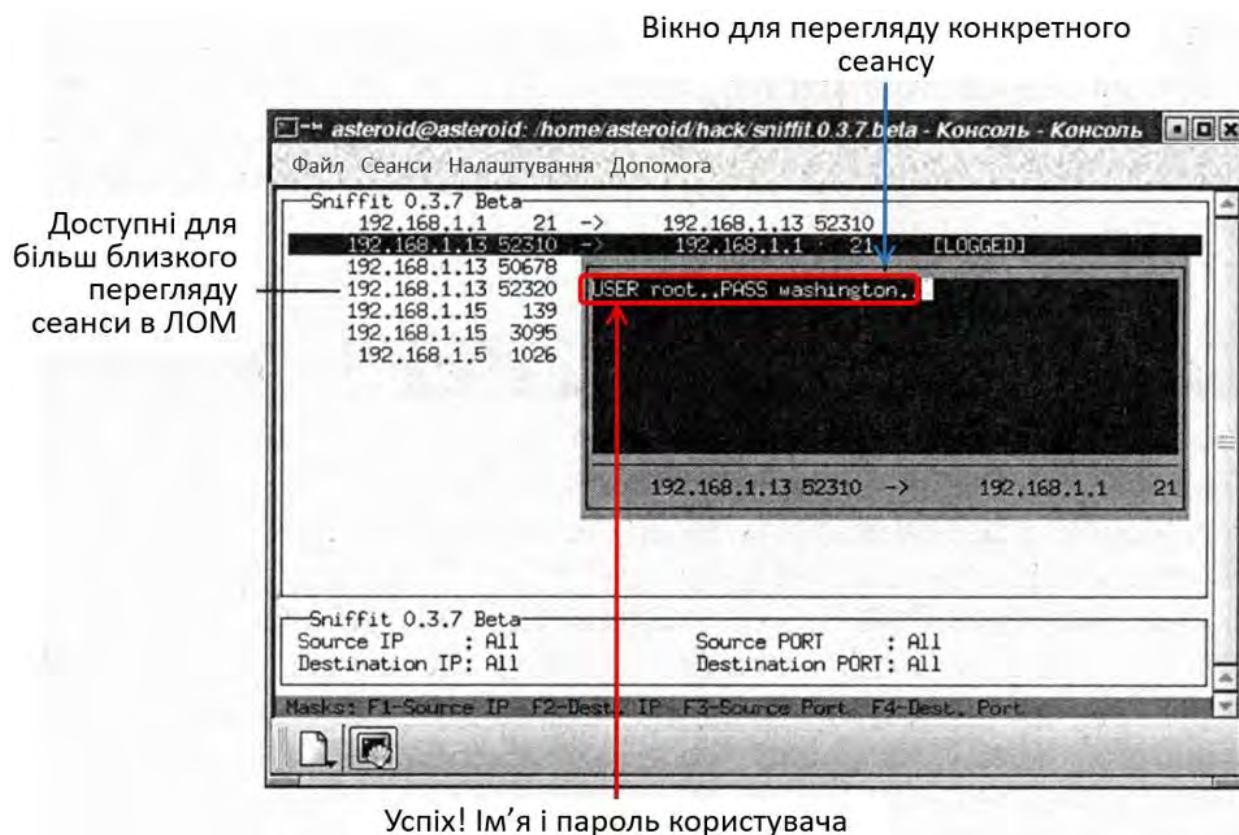 Вікно для перегляду конкретного
сеансу
asteroid@asteroid: /home/asteroid/hack/sniffit.0.3.7.beta - Консоль - Консоль
Файл Сеанси Налаштування Допомога
Доступні для
більш близкого
перегляду
сеанси в ЛОМ
Sniffit 0.3.7 Beta
192.168.1.1 21 -> 192.168.1.13 52310
192.168.1.13 52310 -> 192.168.1.1 21 [LOGGED]
192.168.1.13 50678
192.168.1.13 52320
192.168.1.15 139
192.168.1.15 3095
192.168.1.5 1026
USER root..PASS washington..
192.168.1.13 52310 -> 192.168.1.1 21
Sniffit 0.3.7 Beta
Source IP : All Source PORT : All
Destination IP: All Destination PORT: All
Masks: F1-Source IP F2-Dest. IP F3-Source Port F4-Dest. Port
Успіх! Ім’я і пароль користувача